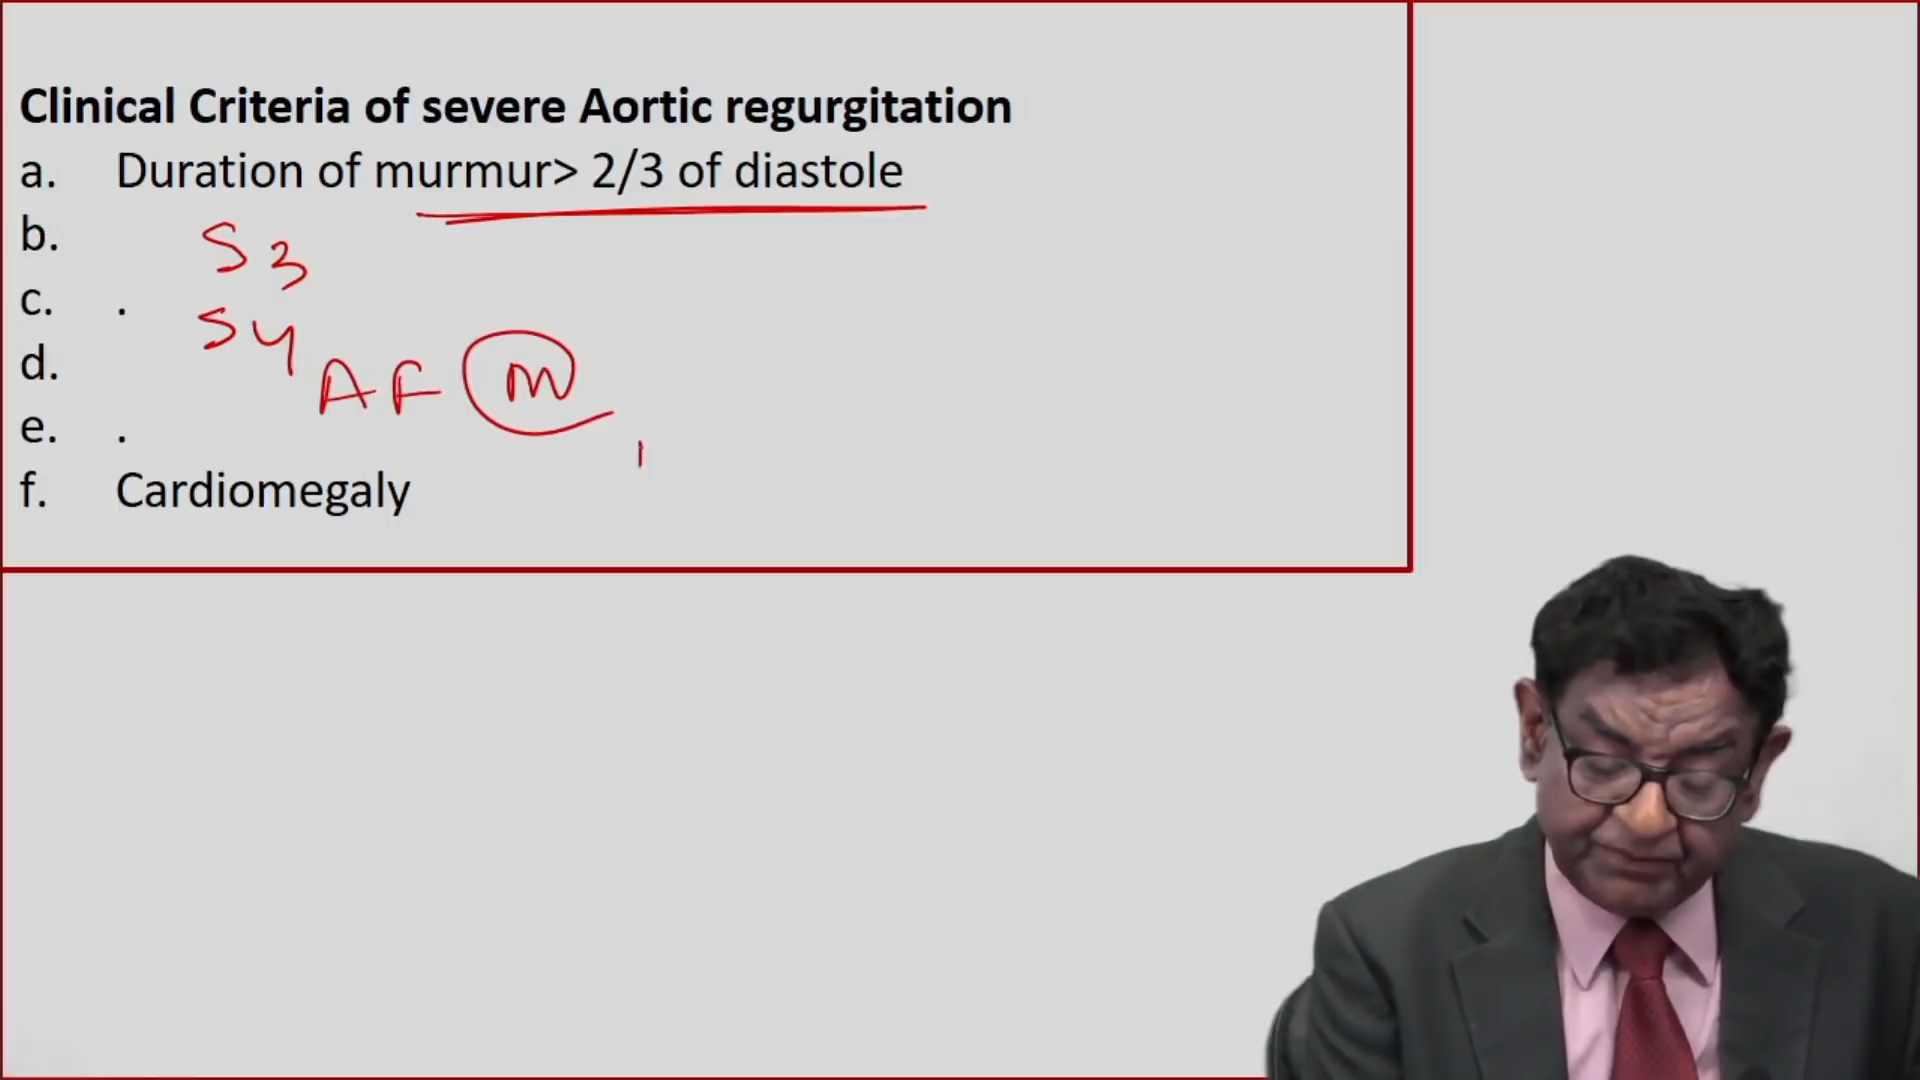 Clinical Criteria of severe Aortic regurgitation
a. Duration of murmur> 2/3 of diastole
b. S3
c. . S4
d. AF m
e. .
f. Cardiomegaly